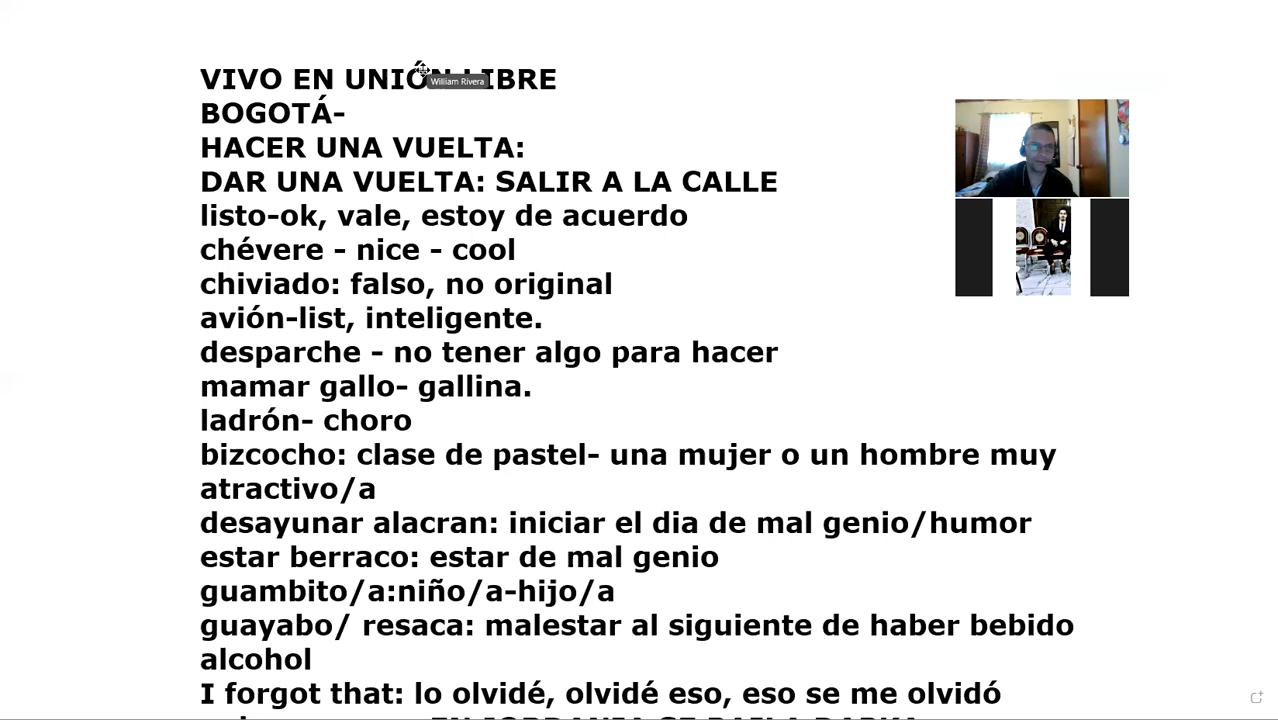 VIVO EN UNIÓN LIBRE
William Rivera
BOGOTÁ-
HACER UNA VUELTA:
DAR UNA VUELTA: SALIR A LA CALLE
listo-ok, vale, estoy de acuerdo
chévere - nice - cool
chiviado: falso, no original
avión-list, inteligente.
desparche - no tener algo para hacer
mamar gallo- gallina.
ladrón- choro
bizcocho: clase de pastel- una mujer o un hombre muy
atractivo/a
desayunar alacran: iniciar el dia de mal genio/humor
estar berraco: estar de mal genio
guambito/a:niño/a-hijo/a
guayabo/ resaca: malestar al siguiente de haber bebido
alcohol
I forgot that: lo olvidé, olvidé eso, eso se me olvidó